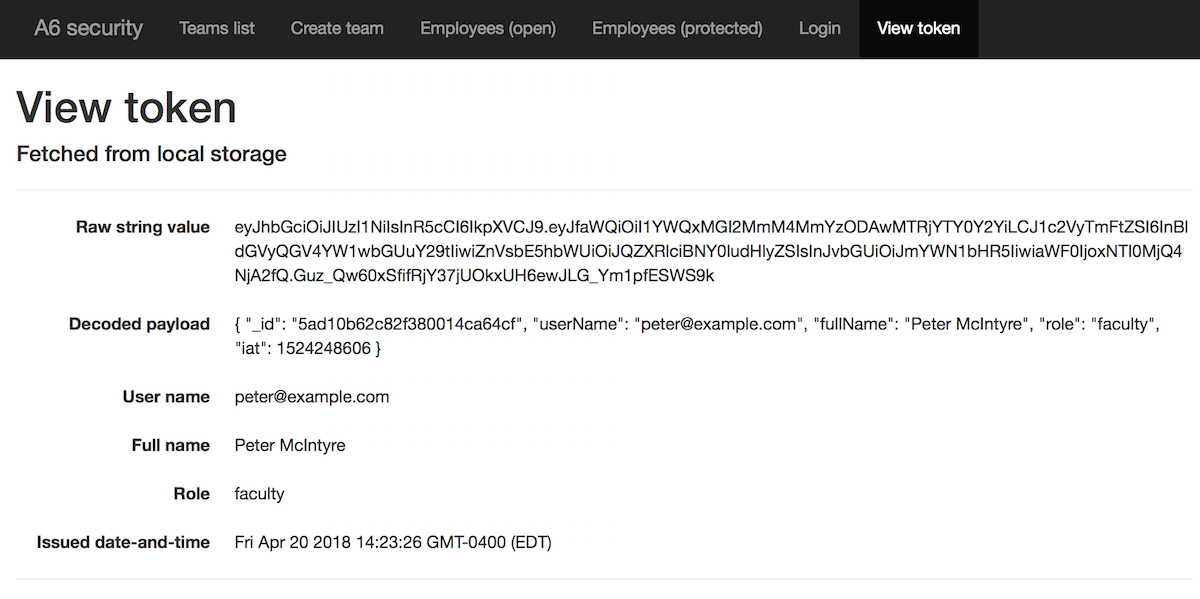 A6 security Teams list Create team Employees (open) Employees (protected) Login View token
View token
Fetched from local storage
Raw string value eyJhbGciOiJIUzI1NiIsInR5cCI6IkpXVCJ9.eyJfaWQiOiI1YWQxMGI2MmM4MmYzODAwMTRjYTY0Y2YiLCJ1c2VyTmFtZSI6InBl
dGVyQGV4YW1wbGUuY29tIiwiZnVsbE5hbWUiOiJQZXRlciBNY0ludHlyZSIsInJvbGUiOiJmYWN1bHR5IiwiaWF0IjoxNTI0MjQ4
NjA2fQ.Guz_Qw60xSfifRjY37jUOkxUH6ewJLG_Ym1pfESWS9k
Decoded payload { "_id": "5ad10b62c82f380014ca64cf", "userName": "peter@example.com", "fullName": "Peter McIntyre", "role": "faculty",
"iat": 1524248606 }
User name peter@example.com
Full name Peter McIntyre
Role faculty
Issued date-and-time Fri Apr 20 2018 14:23:26 GMT-0400 (EDT)